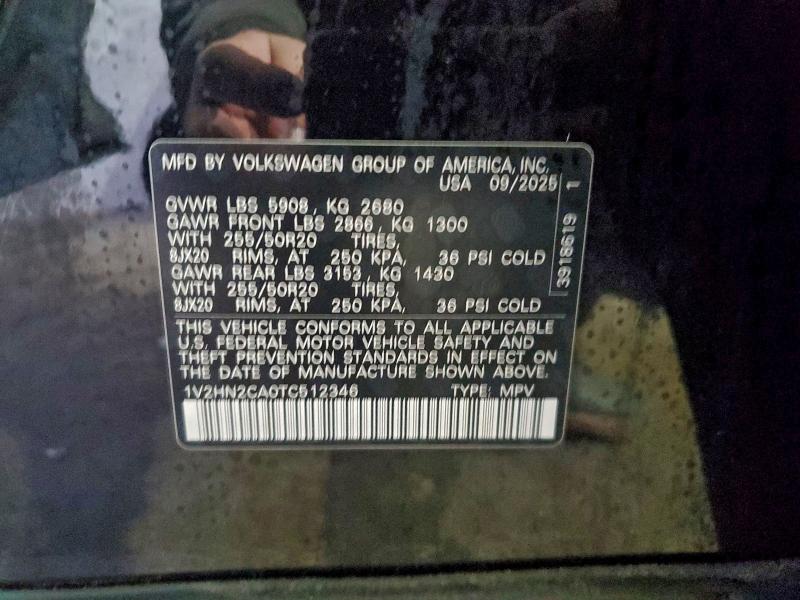 MFD BY VOLKSWAGEN GROUP OF AMERICA, INC.
USA 09/2025
GVWR LBS 5908, KG 2680
GAWR FRONT LBS 2866, KG 1300
WITH 255/50R20 TIRES,
8JX20 RIMS, AT 250 KPA, 36 PSI COLD
GAWR REAR LBS 3153, KG 1430
WITH 255/50R20 TIRES,
8JX20 RIMS, AT 250 KPA, 36 PSI COLD
THIS VEHICLE CONFORMS TO ALL APPLICABLE
U.S. FEDERAL MOTOR VEHICLE SAFETY AND
THEFT PREVENTION STANDARDS IN EFFECT ON
THE DATE OF MANUFACTURE SHOWN ABOVE.
1V2HN2CA0TC512346 TYPE: MPV
3918619 1